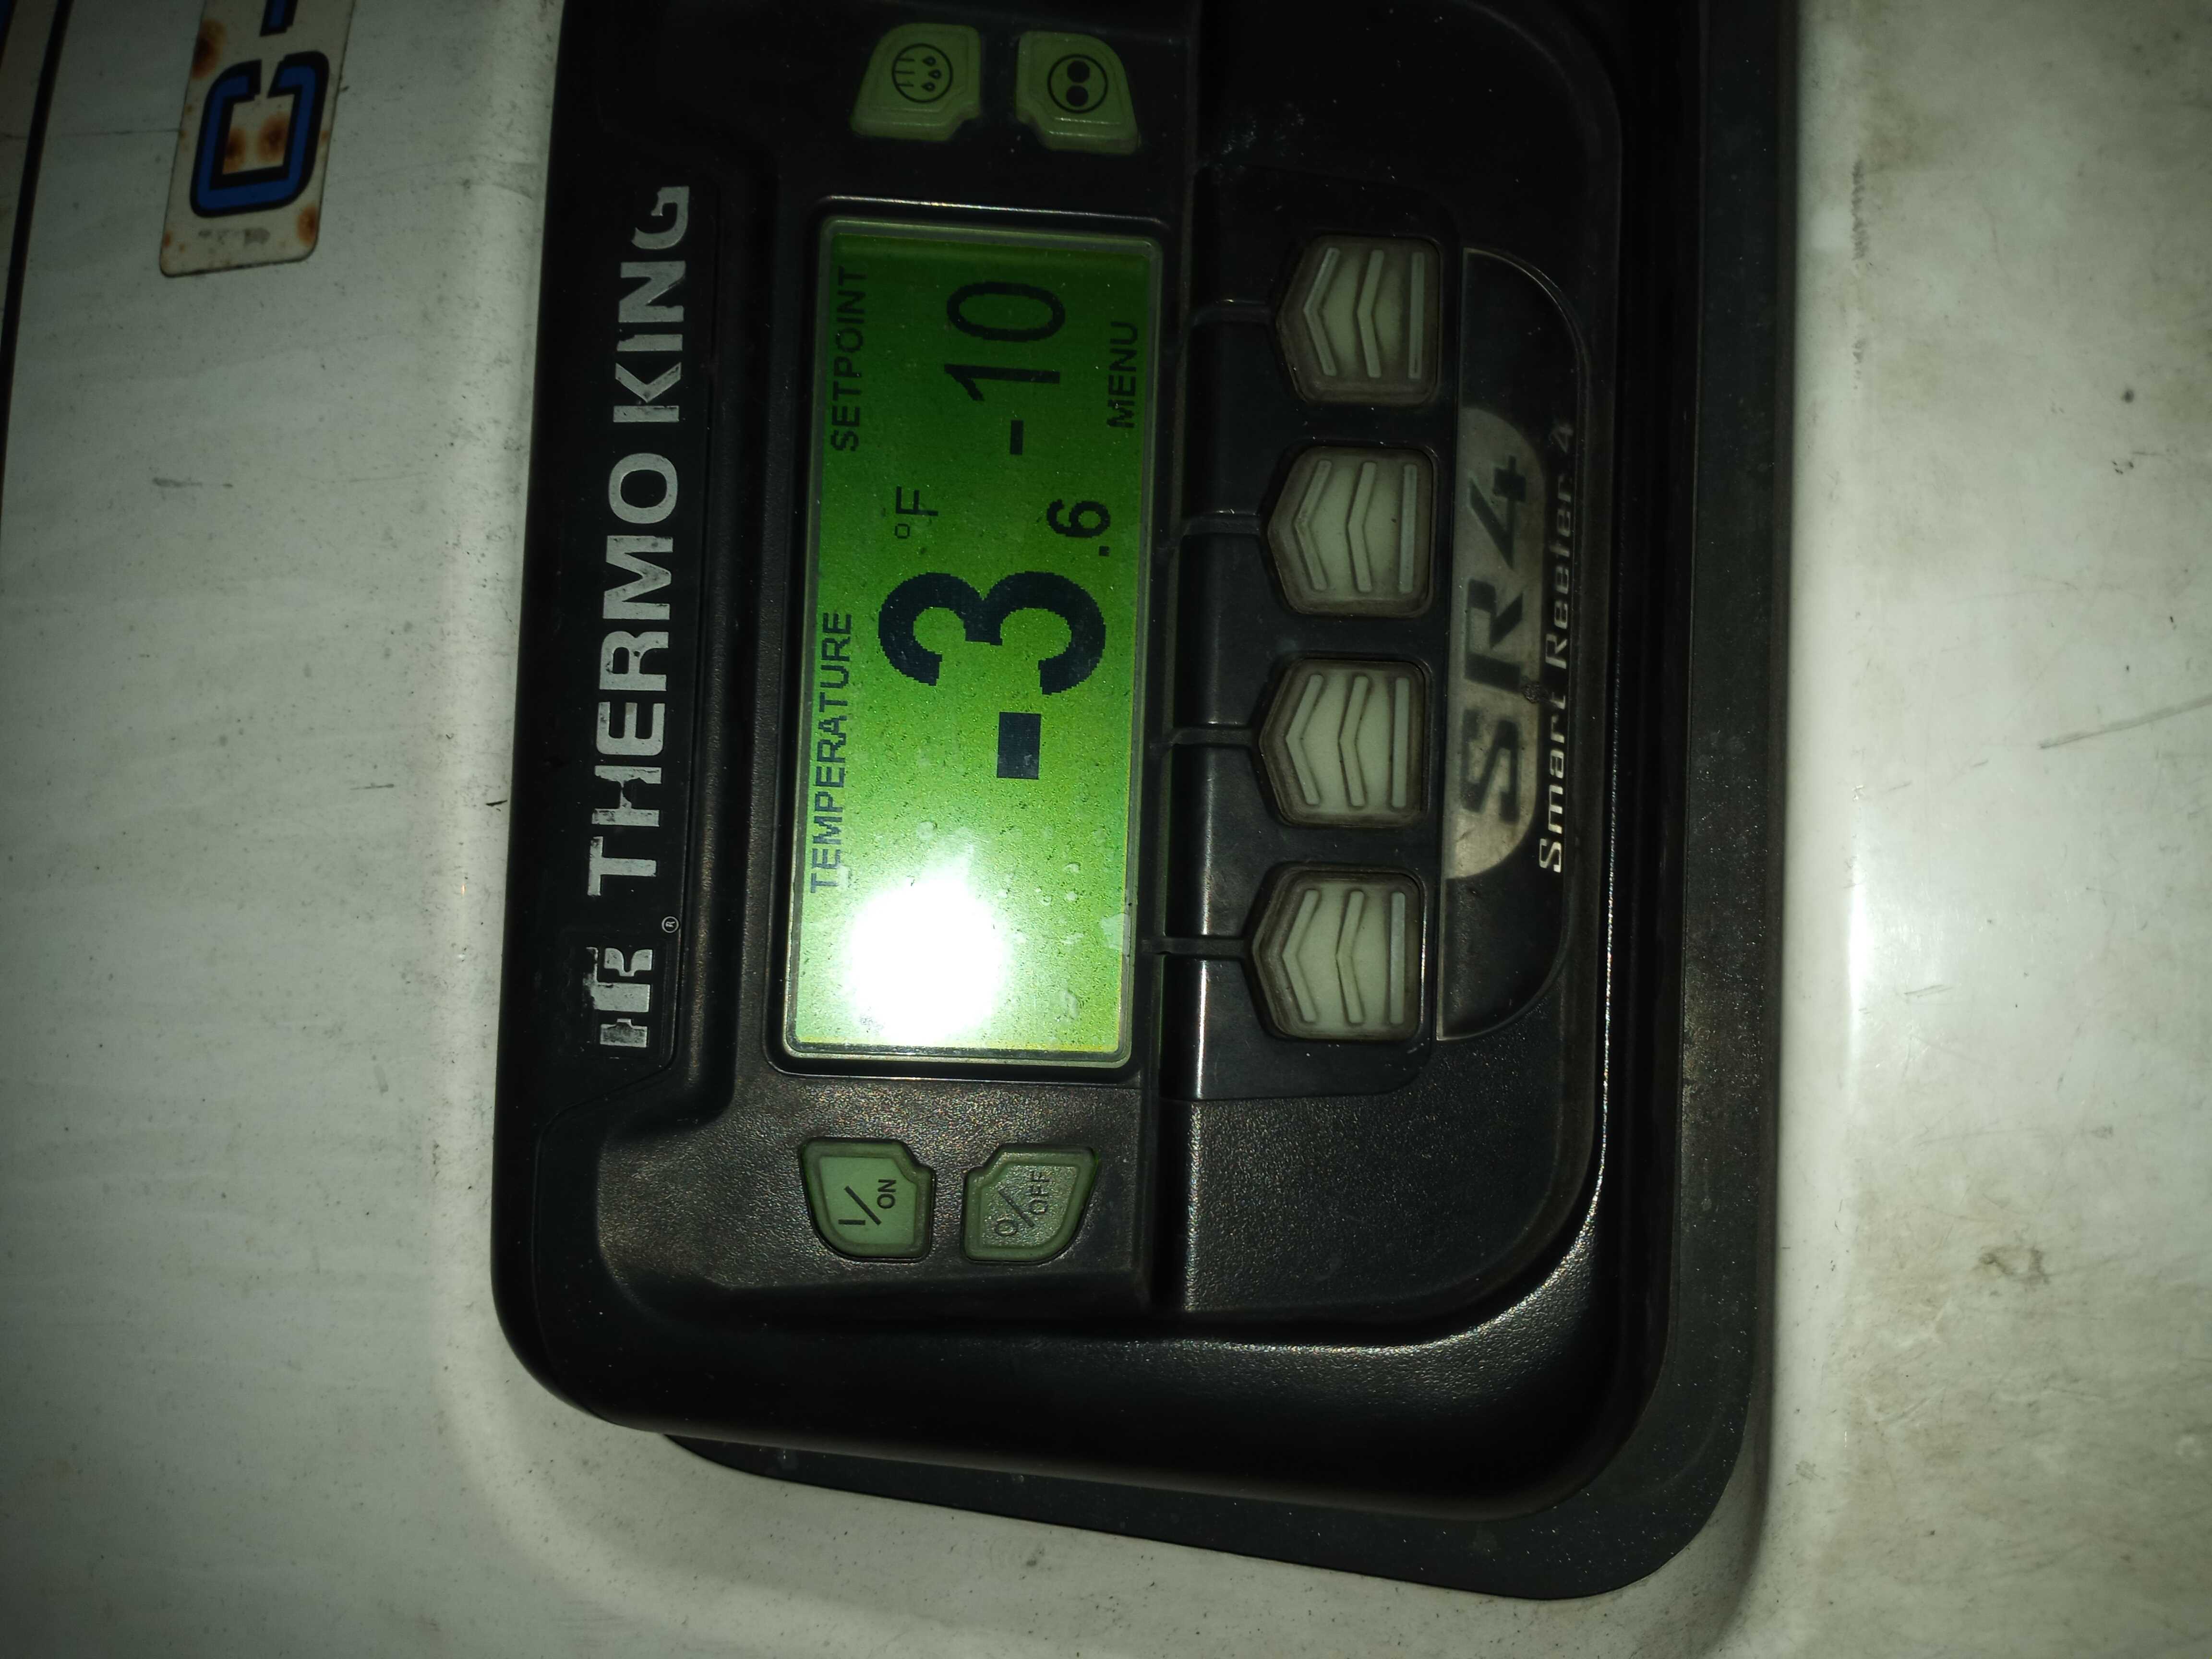 C-
® THERMO KING
TEMPERATURE SETPOINT
I/ON
-3.6 °F -10
O/OFF
MENU
SR4
Smart Reefer 4